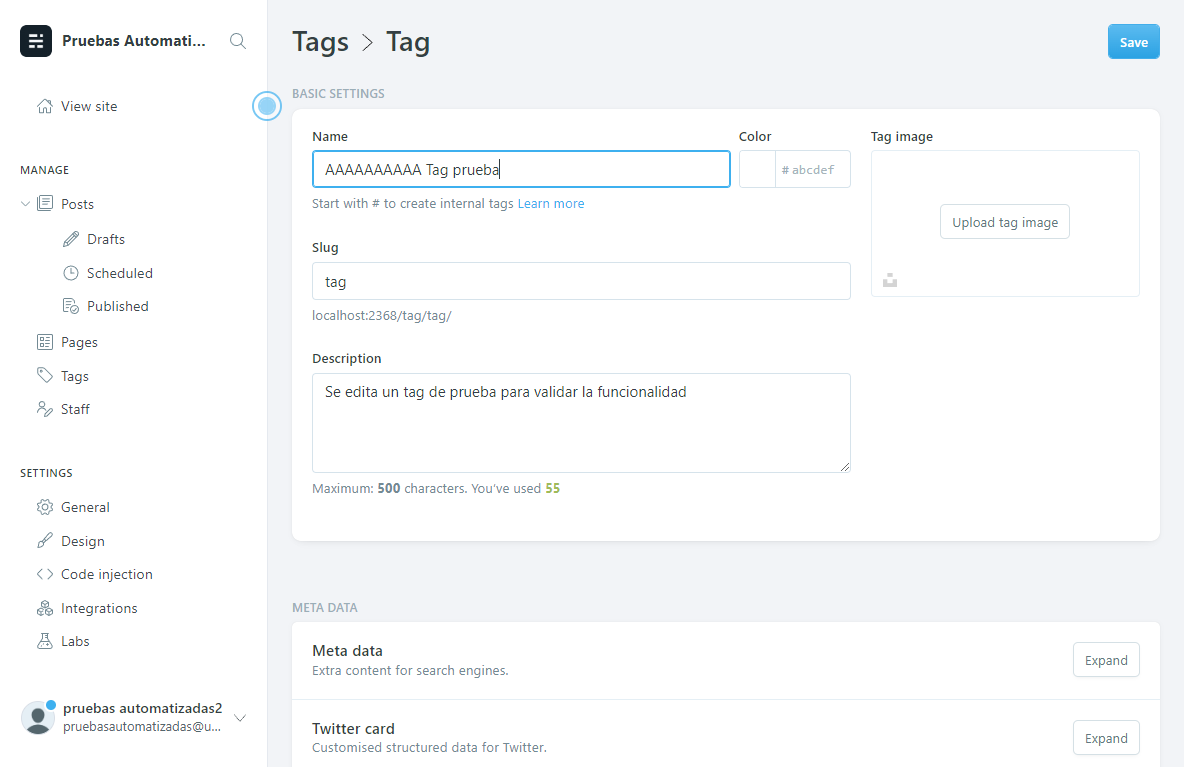 Pruebas Automati...
View site
MANAGE
Posts
Drafts
Scheduled
Published
Pages
Tags
Staff
SETTINGS
General
Design
Code injection
Integrations
Labs
pruebas automatizadas2
pruebasautomatizadas@u...
Tags > Tag
Save
BASIC SETTINGS
Name
AAAAAAAAAA Tag prueba
Start with # to create internal tags Learn more
Color
# abcdef
Tag image
Upload tag image
Slug
tag
localhost:2368/tag/tag/
Description
Se edita un tag de prueba para validar la funcionalidad
Maximum: 500 characters. You've used 55
META DATA
Meta data
Extra content for search engines.
Expand
Twitter card
Customised structured data for Twitter.
Expand